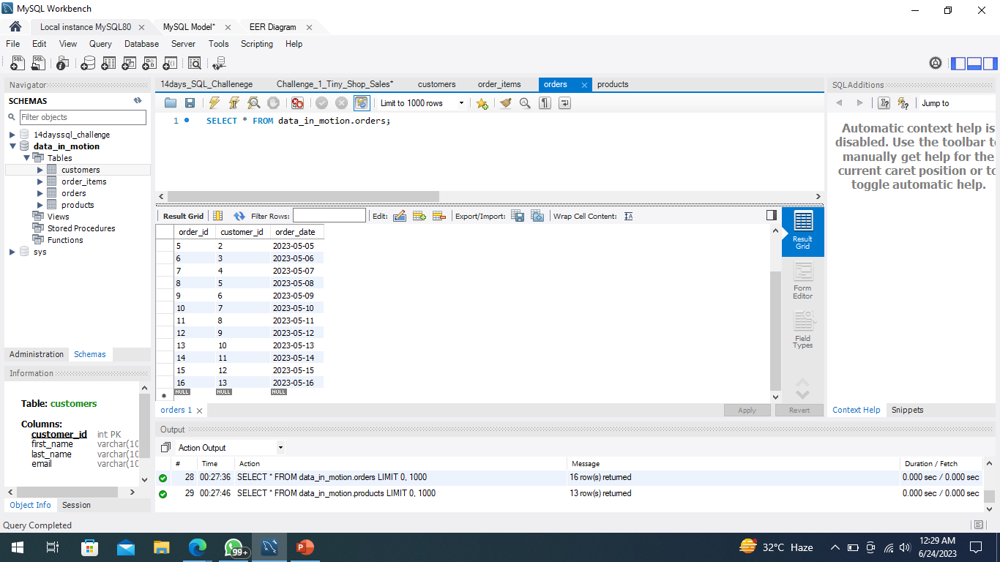 MySQL Workbench
Local instance MySQL80 MySQL Model* EER Diagram
File Edit View Query Database Server Tools Scripting Help
Navigator
SCHEMAS
Filter objects
14dayssql_challenge
data_in_motion
Tables
customers
order_items
orders
products
Views
Stored Procedures
Functions
sys
Administration Schemas
Information
Table: customers
Columns:
customer_id int PK
first_name varchar(10
last_name varchar(10
email varchar(10
Object Info Session
14days_SQL_Challenege Challenge_1_Tiny_Shop_Sales* customers order_items orders products
Limit to 1000 rows
1 SELECT * FROM data_in_motion.orders;
Result Grid Filter Rows: Edit: Export/Import: Wrap Cell Content:
order_id customer_id order_date
5 2 2023-05-05
6 3 2023-05-06
7 4 2023-05-07
8 5 2023-05-08
9 6 2023-05-09
10 7 2023-05-10
11 8 2023-05-11
12 9 2023-05-12
13 10 2023-05-13
14 11 2023-05-14
15 12 2023-05-15
16 13 2023-05-16
NULL NULL NULL
Result
Grid
Form
Editor
Field
Types
orders 1 Apply Revert
SQLAdditions
Jump to
Automatic context help is
disabled. Use the toolbar to
manually get help for the
current caret position or to
toggle automatic help.
Context Help Snippets
Output
Action Output
# Time Action Message Duration / Fetch
28 00:27:36 SELECT * FROM data_in_motion.orders LIMIT 0, 1000 16 row(s) returned 0.000 sec / 0.000 sec
29 00:27:46 SELECT * FROM data_in_motion.products LIMIT 0, 1000 13 row(s) returned 0.000 sec / 0.000 sec
Query Completed
99+
32°C Haze
12:29 AM
6/24/2023